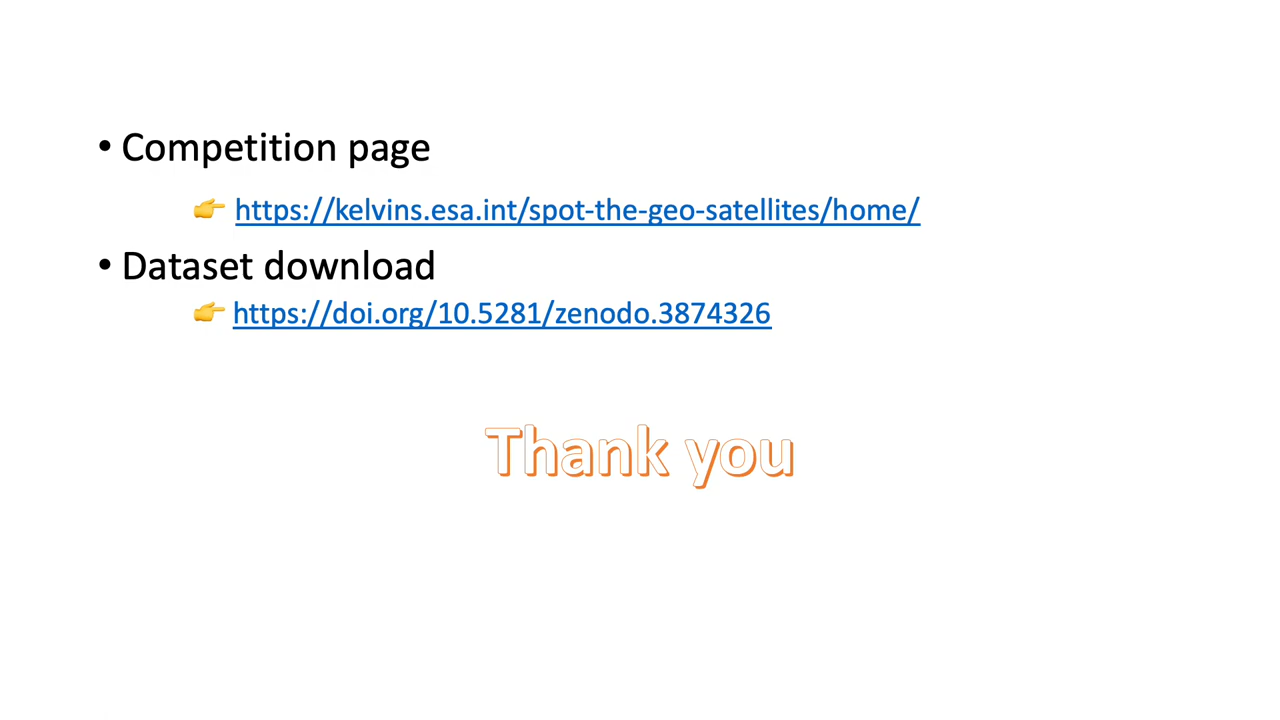 • Competition page
👉 https://kelvins.esa.int/spot-the-geo-satellites/home/
• Dataset download
👉 https://doi.org/10.5281/zenodo.3874326
Thank you